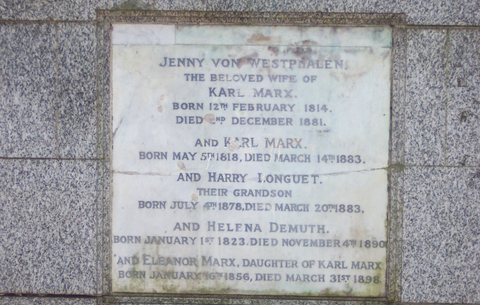 JENNY VON WESTPHALEN,
THE BELOVED WIFE OF
KARL MARX.
BORN 12TH FEBRUARY 1814.
DIED 2ND DECEMBER 1881.
AND KARL MARX.
BORN MAY 5TH 1818, DIED MARCH 14TH 1883.
AND HARRY LONGUET.
THEIR GRANDSON
BORN JULY 4TH 1878, DIED MARCH 20TH 1883.
AND HELENA DEMUTH.
BORN JANUARY 1ST 1823. DIED NOVEMBER 4TH 1890
AND ELEANOR MARX, DAUGHTER OF KARL MARX
BORN JANUARY 16TH 1856, DIED MARCH 31ST 1898